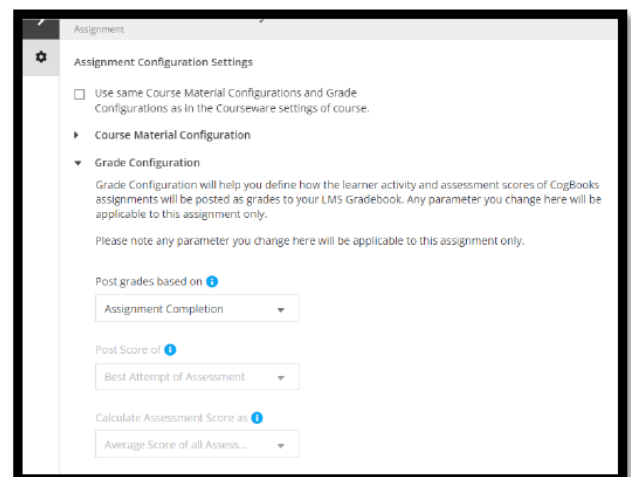 Assignment
Assignment Configuration Settings
Use same Course Material Configurations and Grade
Configurations as in the Courseware settings of course.
Course Material Configuration
Grade Configuration
Grade Configuration will help you define how the learner activity and assessment scores of CogBooks
assignments will be posted as grades to your LMS Gradebook. Any parameter you change here will be
applicable to this assignment only.
Please note any parameter you change here will be applicable to this assignment only.
Post grades based on
Assignment Completion
Post Score of
Best Attempt of Assessment
Calculate Assessment Score as
Average Score of all Assess...